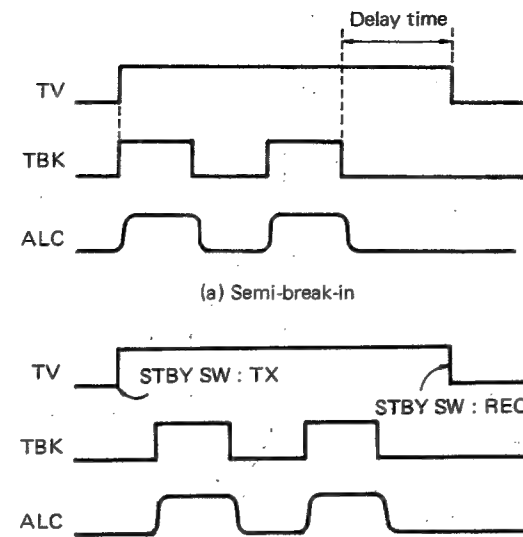 Delay time
TV
TBK
ALC
(a) Semi-break-in
TV
STBY SW : TX
STBY SW : REC
TBK
ALC